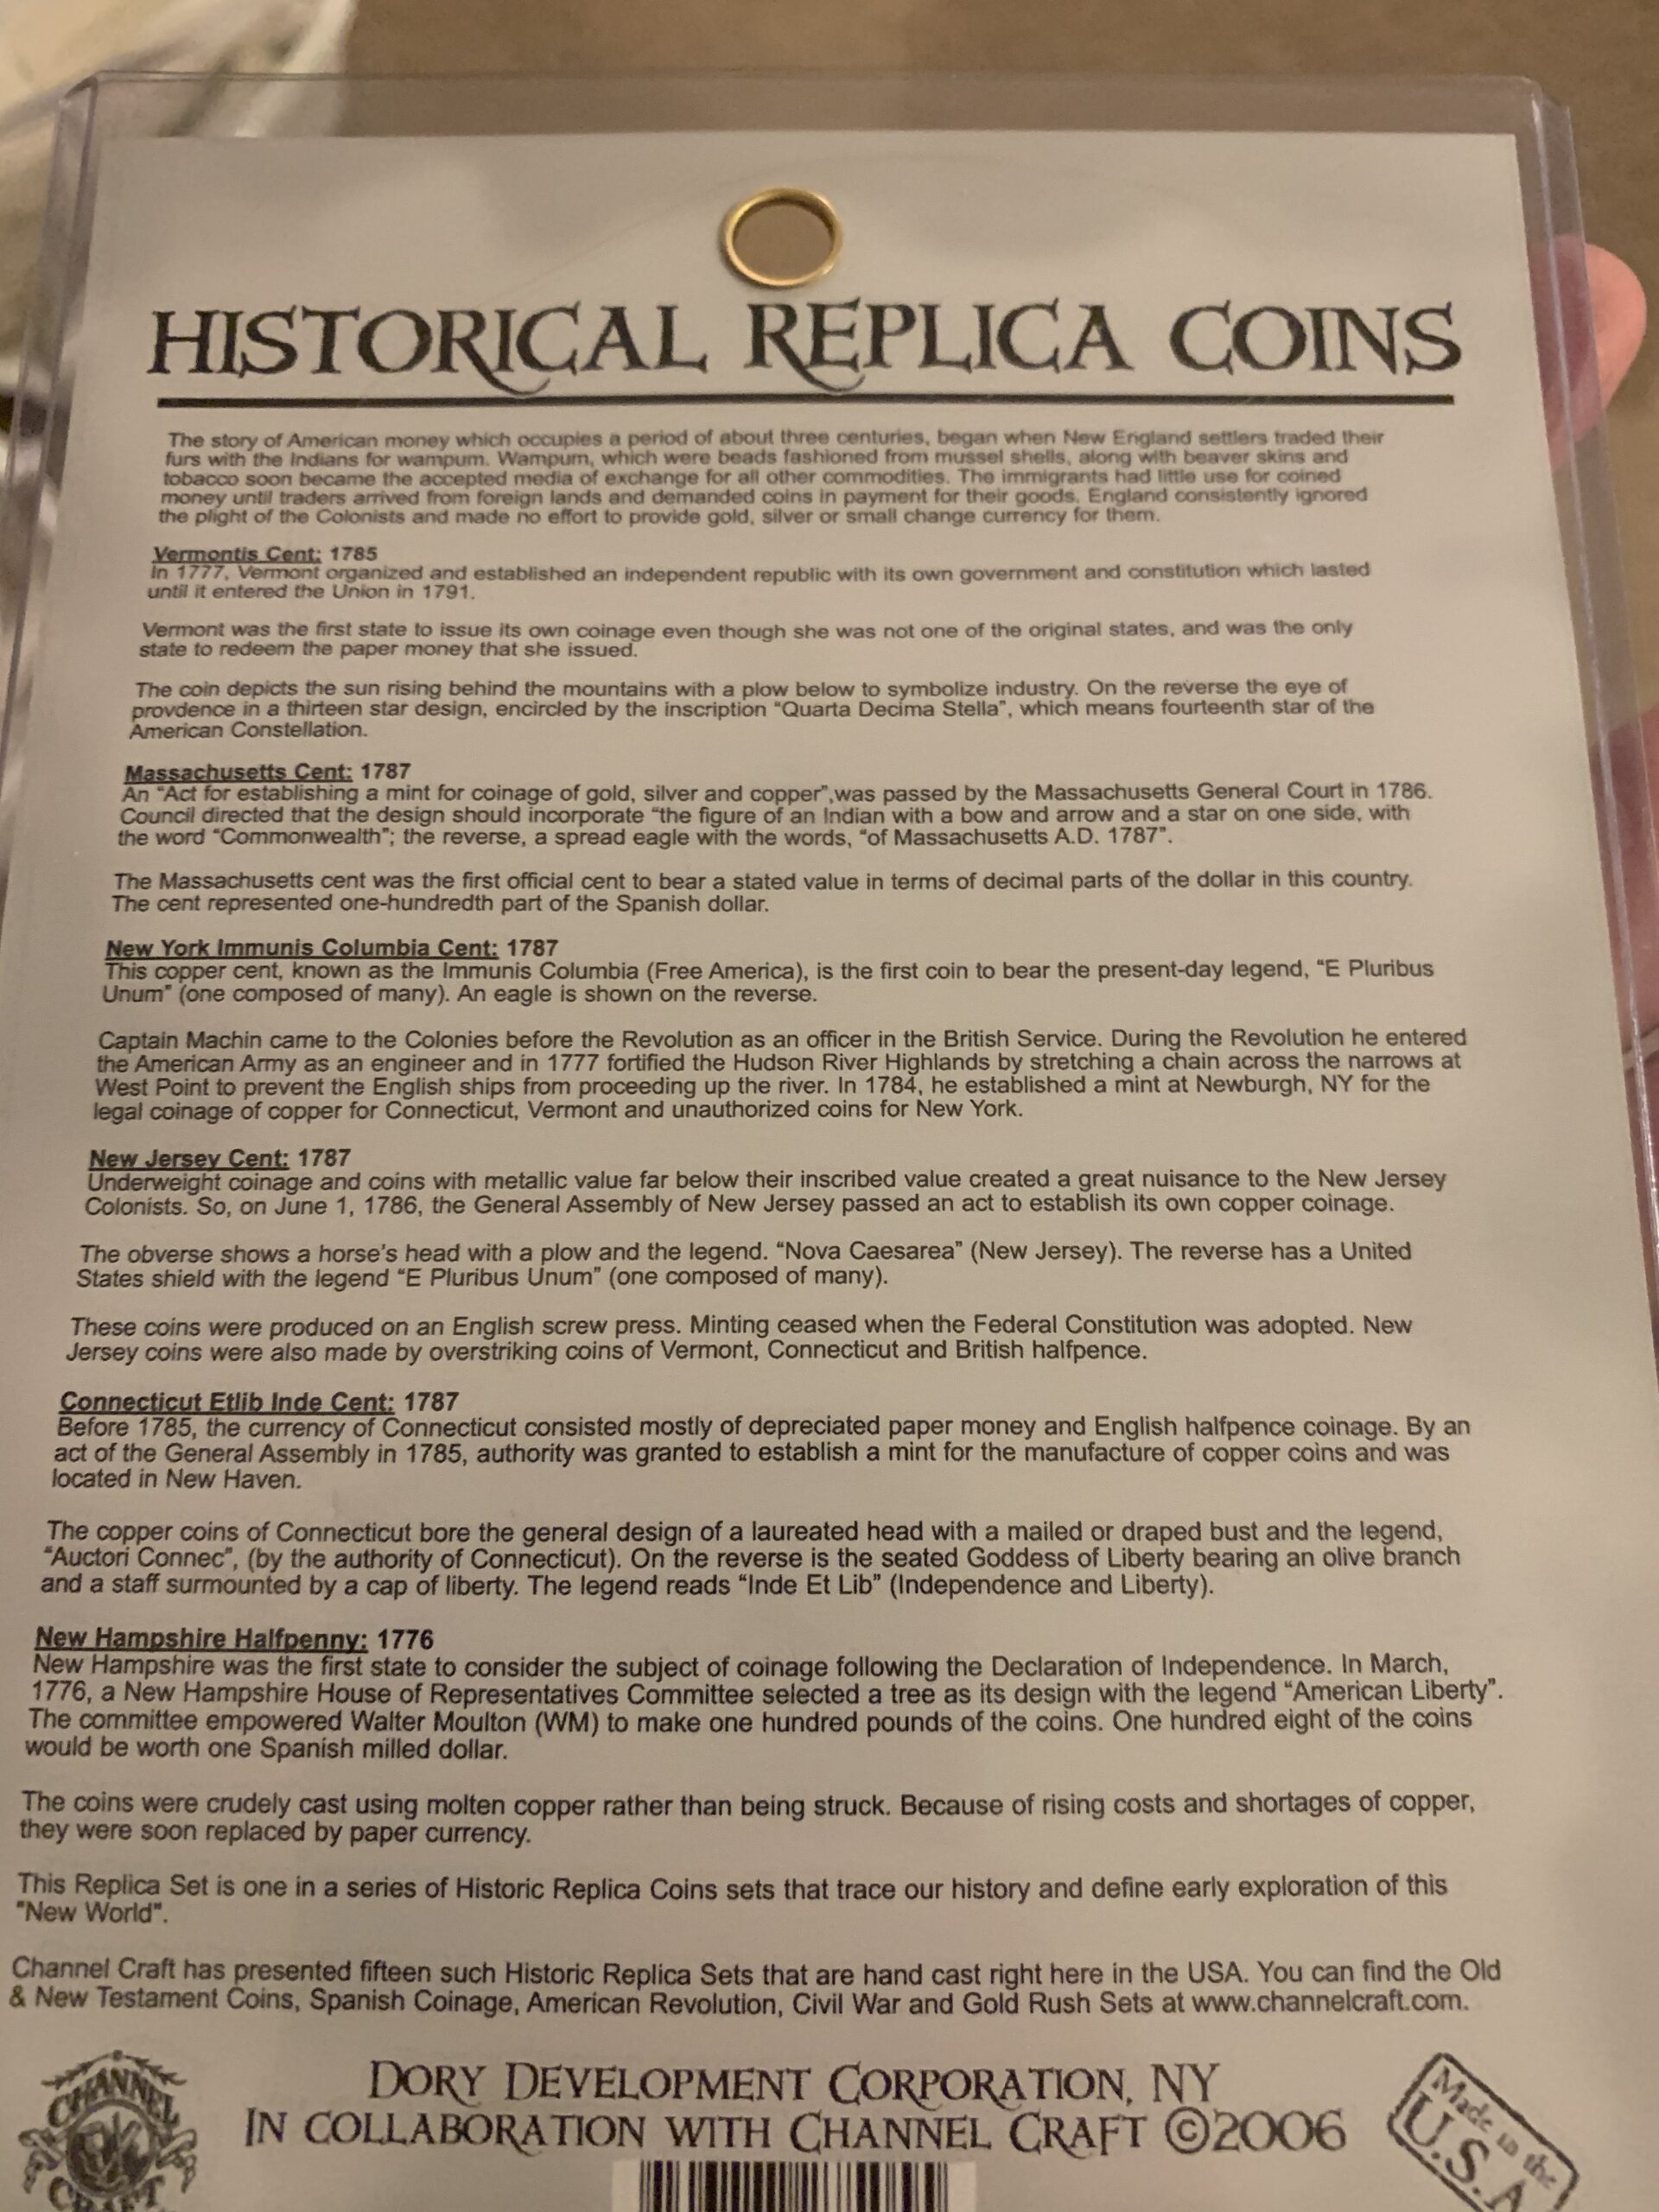 HISTORICAL REPLICA COINS
The story of American money which occupies a period of about three centuries, began when New England settlers traded their
furs with the Indians for wampum. Wampum, which were beads fashioned from mussel shells, along with beaver skins and
tobacco soon became the accepted media of exchange for all other commodities. The immigrants had little use for coined
money until traders arrived from foreign lands and demanded coins in payment for their goods. England consistently ignored
the plight of the Colonists and made no effort to provide gold, silver or small change currency for them.
Vermontis Cent: 1785
In 1777, Vermont organized and established an independent republic with its own government and constitution which lasted
until it entered the Union in 1791.
Vermont was the first state to issue its own coinage even though she was not one of the original states, and was the only
state to redeem the paper money that she issued.
The coin depicts the sun rising behind the mountains with a plow below to symbolize industry. On the reverse the eye of
provdence in a thirteen star design, encircled by the inscription "Quarta Decima Stella", which means fourteenth star of the
American Constellation.
Massachusetts Cent: 1787
An "Act for establishing a mint for coinage of gold, silver and copper",was passed by the Massachusetts General Court in 1786.
Council directed that the design should incorporate "the figure of an Indian with a bow and arrow and a star on one side, with
the word "Commonwealth"; the reverse, a spread eagle with the words, "of Massachusetts A.D. 1787".
The Massachusetts cent was the first official cent to bear a stated value in terms of decimal parts of the dollar in this country.
The cent represented one-hundredth part of the Spanish dollar.
New York Immunis Columbia Cent: 1787
This copper cent, known as the Immunis Columbia (Free America), is the first coin to bear the present-day legend, "E Pluribus
Unum" (one composed of many). An eagle is shown on the reverse.
Captain Machin came to the Colonies before the Revolution as an officer in the British Service. During the Revolution he entered
the American Army as an engineer and in 1777 fortified the Hudson River Highlands by stretching a chain across the narrows at
West Point to prevent the English ships from proceeding up the river. In 1784, he established a mint at Newburgh, NY for the
legal coinage of copper for Connecticut, Vermont and unauthorized coins for New York.
New Jersey Cent: 1787
Underweight coinage and coins with metallic value far below their inscribed value created a great nuisance to the New Jersey
Colonists. So, on June 1, 1786, the General Assembly of New Jersey passed an act to establish its own copper coinage.
The obverse shows a horse's head with a plow and the legend. "Nova Caesarea" (New Jersey). The reverse has a United
States shield with the legend "E Pluribus Unum" (one composed of many).
These coins were produced on an English screw press. Minting ceased when the Federal Constitution was adopted. New
Jersey coins were also made by overstriking coins of Vermont, Connecticut and British halfpence.
Connecticut Etlib Inde Cent: 1787
Before 1785, the currency of Connecticut consisted mostly of depreciated paper money and English halfpence coinage. By an
act of the General Assembly in 1785, authority was granted to establish a mint for the manufacture of copper coins and was
located in New Haven.
The copper coins of Connecticut bore the general design of a laureated head with a mailed or draped bust and the legend,
"Auctori Connec", (by the authority of Connecticut). On the reverse is the seated Goddess of Liberty bearing an olive branch
and a staff surmounted by a cap of liberty. The legend reads "Inde Et Lib" (Independence and Liberty).
New Hampshire Halfpenny: 1776
New Hampshire was the first state to consider the subject of coinage following the Declaration of Independence. In March,
1776, a New Hampshire House of Representatives Committee selected a tree as its design with the legend "American Liberty".
The committee empowered Walter Moulton (WM) to make one hundred pounds of the coins. One hundred eight of the coins
would be worth one Spanish milled dollar.
The coins were crudely cast using molten copper rather than being struck. Because of rising costs and shortages of copper,
they were soon replaced by paper currency.
This Replica Set is one in a series of Historic Replica Coins sets that trace our history and define early exploration of this
"New World".
Channel Craft has presented fifteen such Historic Replica Sets that are hand cast right here in the USA. You can find the Old
& New Testament Coins, Spanish Coinage, American Revolution, Civil War and Gold Rush Sets at www.channelcraft.com.
DORY DEVELOPMENT CORPORATION, NY
IN COLLABORATION WITH CHANNEL CRAFT ©2006
CHANNEL
CRAFT
Made in the
U.S.A